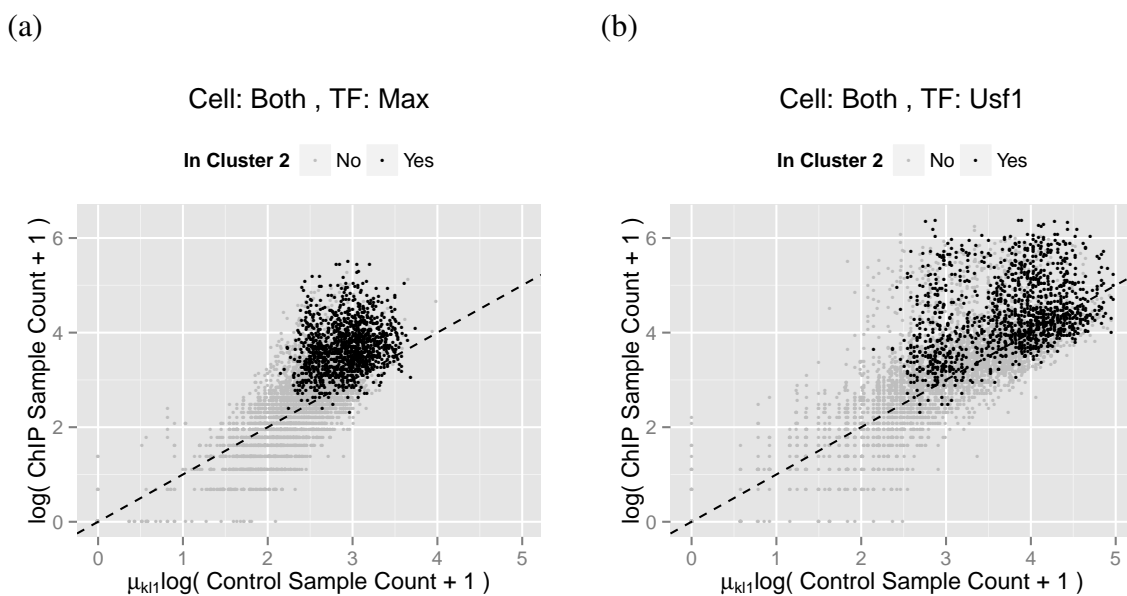 (a)
Cell: Both , TF: Max
In Cluster 2 No Yes
log( ChIP Sample Count + 1 )
6
4
2
0
0 1 2 3 4 5
μkl1log( Control Sample Count + 1 )
(b)
Cell: Both , TF: Usf1
In Cluster 2 No Yes
log( ChIP Sample Count + 1 )
6
4
2
0
0 1 2 3 4 5
μkl1log( Control Sample Count + 1 )